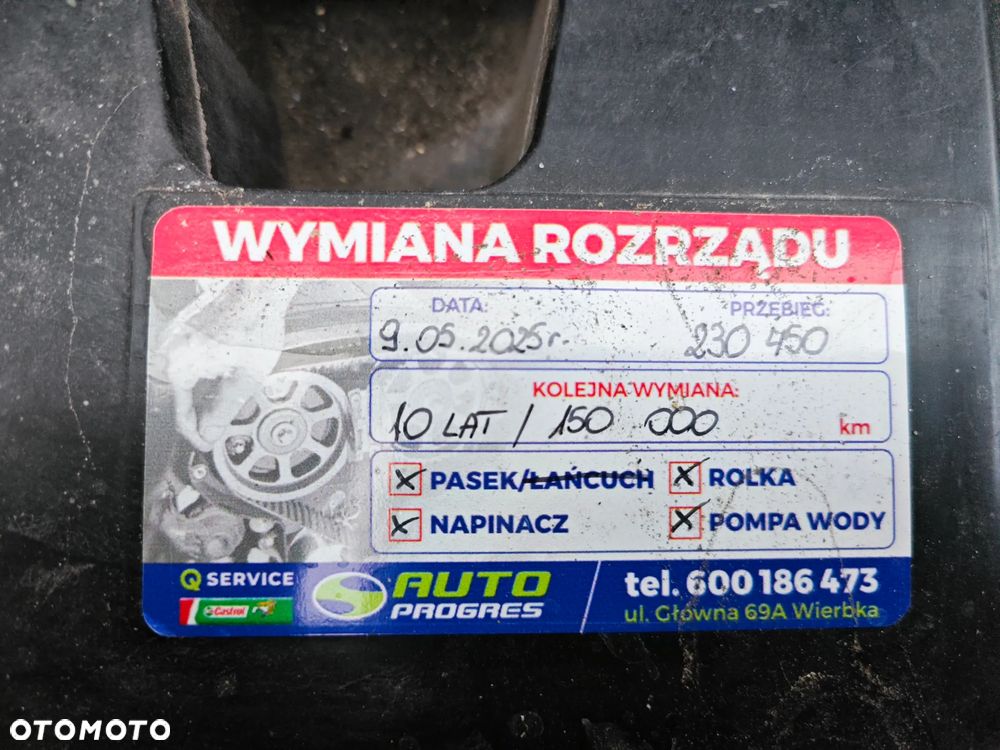 WYMIANA ROZRZĄDU
DATA: PRZEBIEG:
9.05.2025r. 230 450
KOLEJNA WYMIANA:
10 LAT / 150 000 km
PASEK/ŁAŃCUCH ROLKA
NAPINACZ POMPA WODY
Q SERVICE
Castrol
AUTO PROGRES
tel. 600 186 473
ul. Główna 69A Wierbka
OTOMOTO